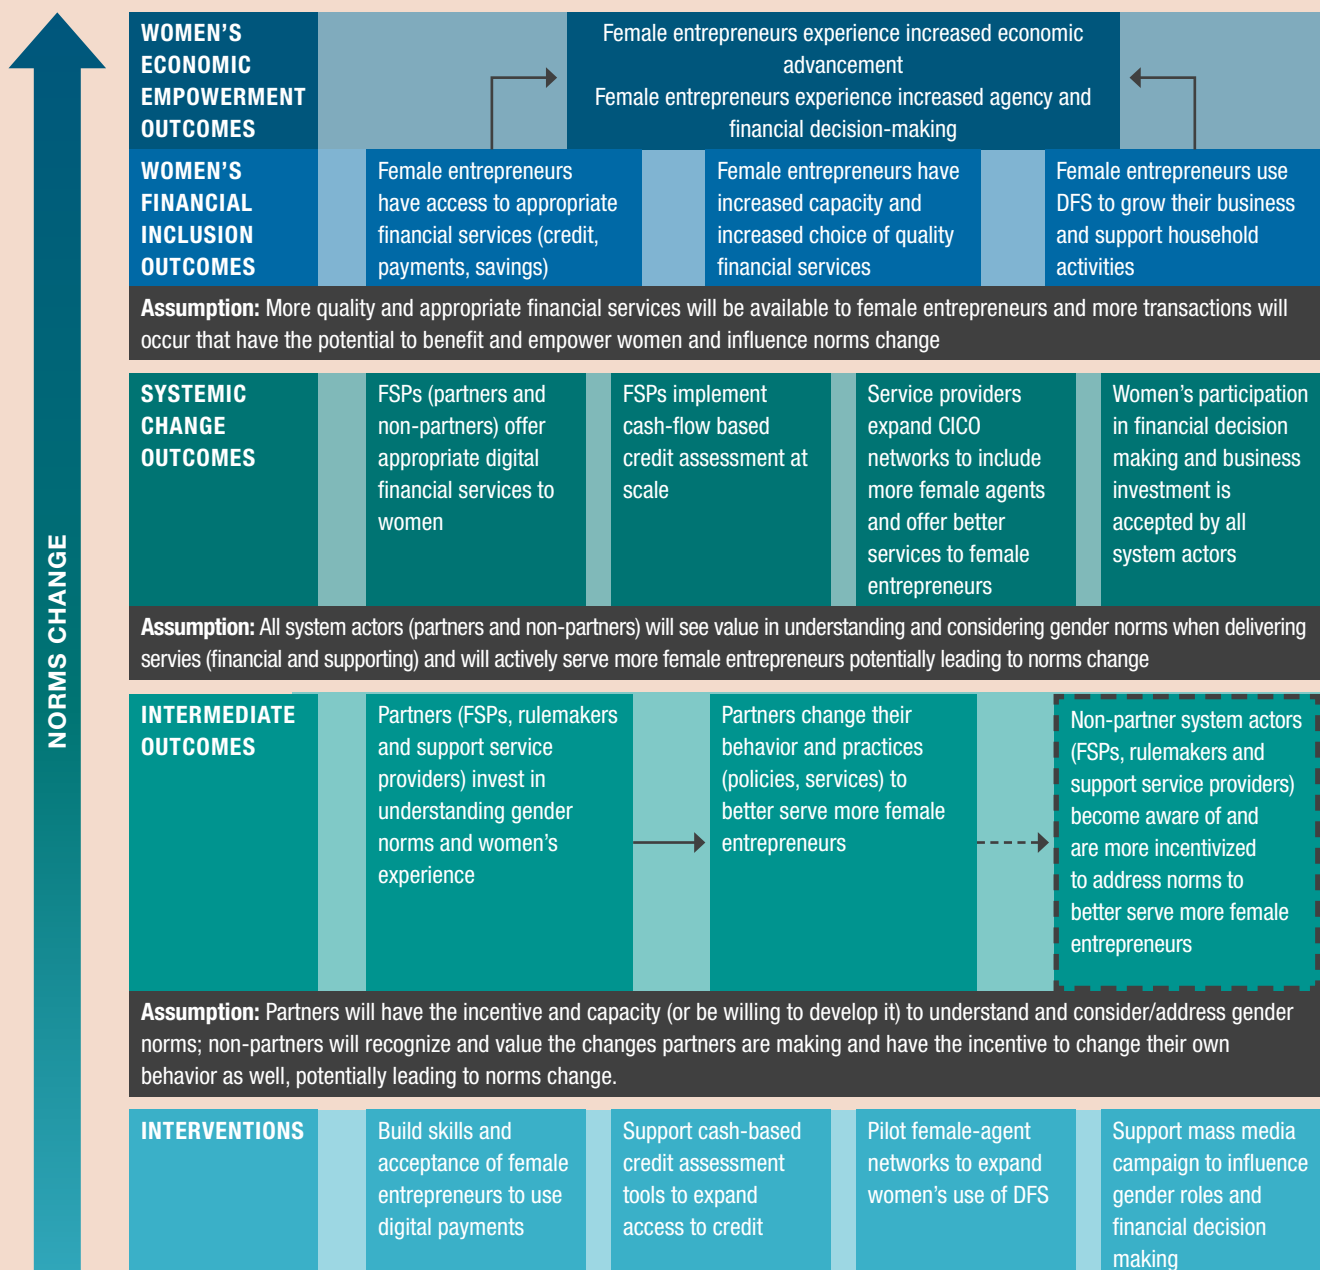 NORMS CHANGE
WOMEN'S
ECONOMIC
EMPOWERMENT
OUTCOMES
Female entrepreneurs experience increased economic
advancement
Female entrepreneurs experience increased agency and
financial decision-making
WOMEN'S
FINANCIAL
INCLUSION
OUTCOMES
Female entrepreneurs
have access to appropriate
financial services (credit,
payments, savings)
Female entrepreneurs have
increased capacity and
increased choice of quality
financial services
Female entrepreneurs use
DFS to grow their business
and support household
activities
Assumption: More quality and appropriate financial services will be available to female entrepreneurs and more transactions will
occur that have the potential to benefit and empower women and influence norms change
SYSTEMIC
CHANGE
OUTCOMES
FSPs (partners and
non-partners) offer
appropriate digital
financial services to
women
FSPs implement
cash-flow based
credit assessment at
scale
Service providers
expand CICO
networks to include
more female agents
and offer better
services to female
entrepreneurs
Women's participation
in financial decision
making and business
investment is
accepted by all
system actors
Assumption: All system actors (partners and non-partners) will see value in understanding and considering gender norms when delivering
servies (financial and supporting) and will actively serve more female entrepreneurs potentially leading to norms change
INTERMEDIATE
OUTCOMES
Partners (FSPs, rulemakers
and support service
providers) invest in
understanding gender
norms and women's
experience
Partners change their
behavior and practices
(policies, services) to
better serve more female
entrepreneurs
Non-partner system actors
(FSPs, rulemakers and
support service providers)
become aware of and
are more incentivized
to address norms to
better serve more female
entrepreneurs
Assumption: Partners will have the incentive and capacity (or be willing to develop it) to understand and consider/address gender
norms; non-partners will recognize and value the changes partners are making and have the incentive to change their own
behavior as well, potentially leading to norms change.
INTERVENTIONS
Build skills and
acceptance of female
entrepreneurs to use
digital payments
Support cash-based
credit assessment
tools to expand
access to credit
Pilot female-agent
networks to expand
women's use of DFS
Support mass media
campaign to influence
gender roles and
financial decision
making